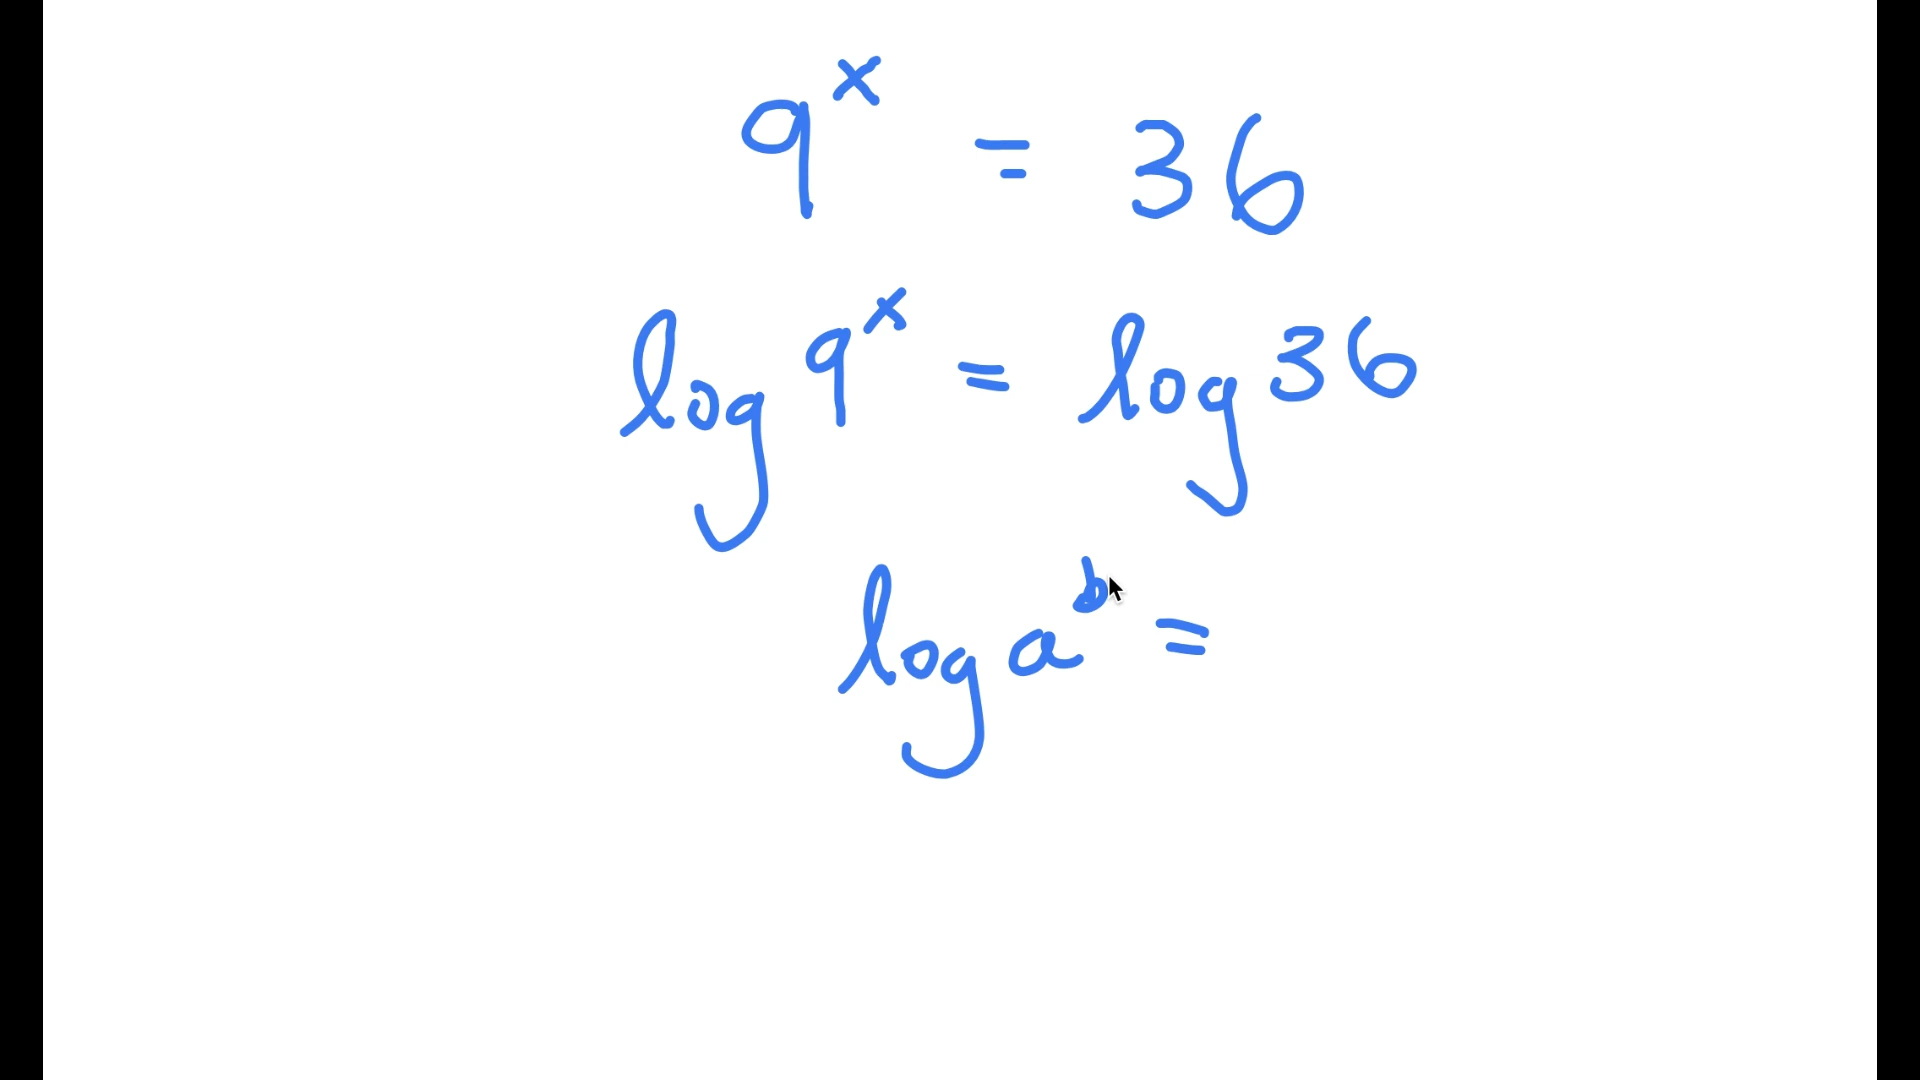 9^x = 36
log 9^x = log 36
log a^b =